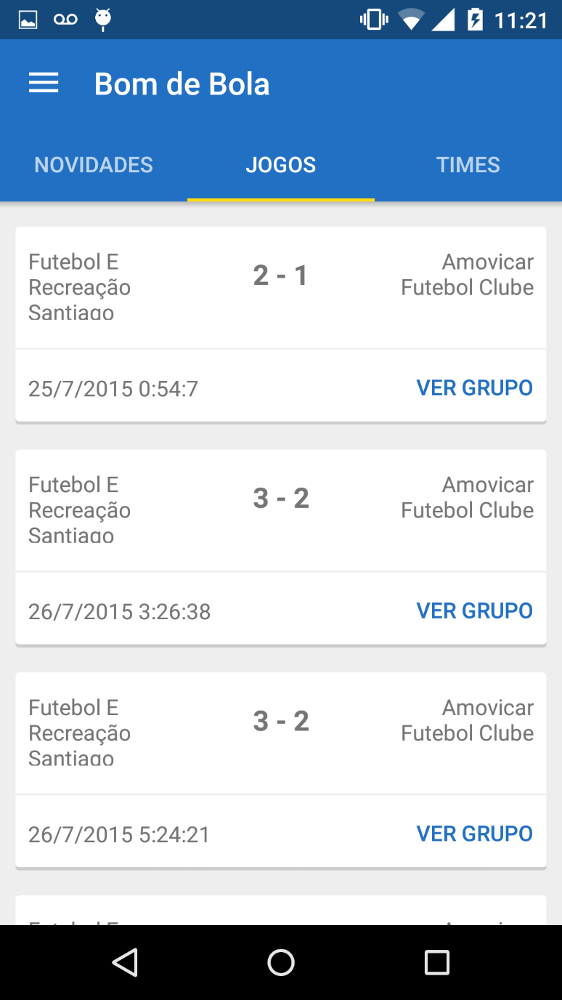 11:21
Bom de Bola
NOVIDADES JOGOS TIMES
Futebol E
Recreação
Santiago
2 - 1
Amovicar
Futebol Clube
25/7/2015 0:54:7 VER GRUPO
Futebol E
Recreação
Santiago
3 - 2
Amovicar
Futebol Clube
26/7/2015 3:26:38 VER GRUPO
Futebol E
Recreação
Santiago
3 - 2
Amovicar
Futebol Clube
26/7/2015 5:24:21 VER GRUPO